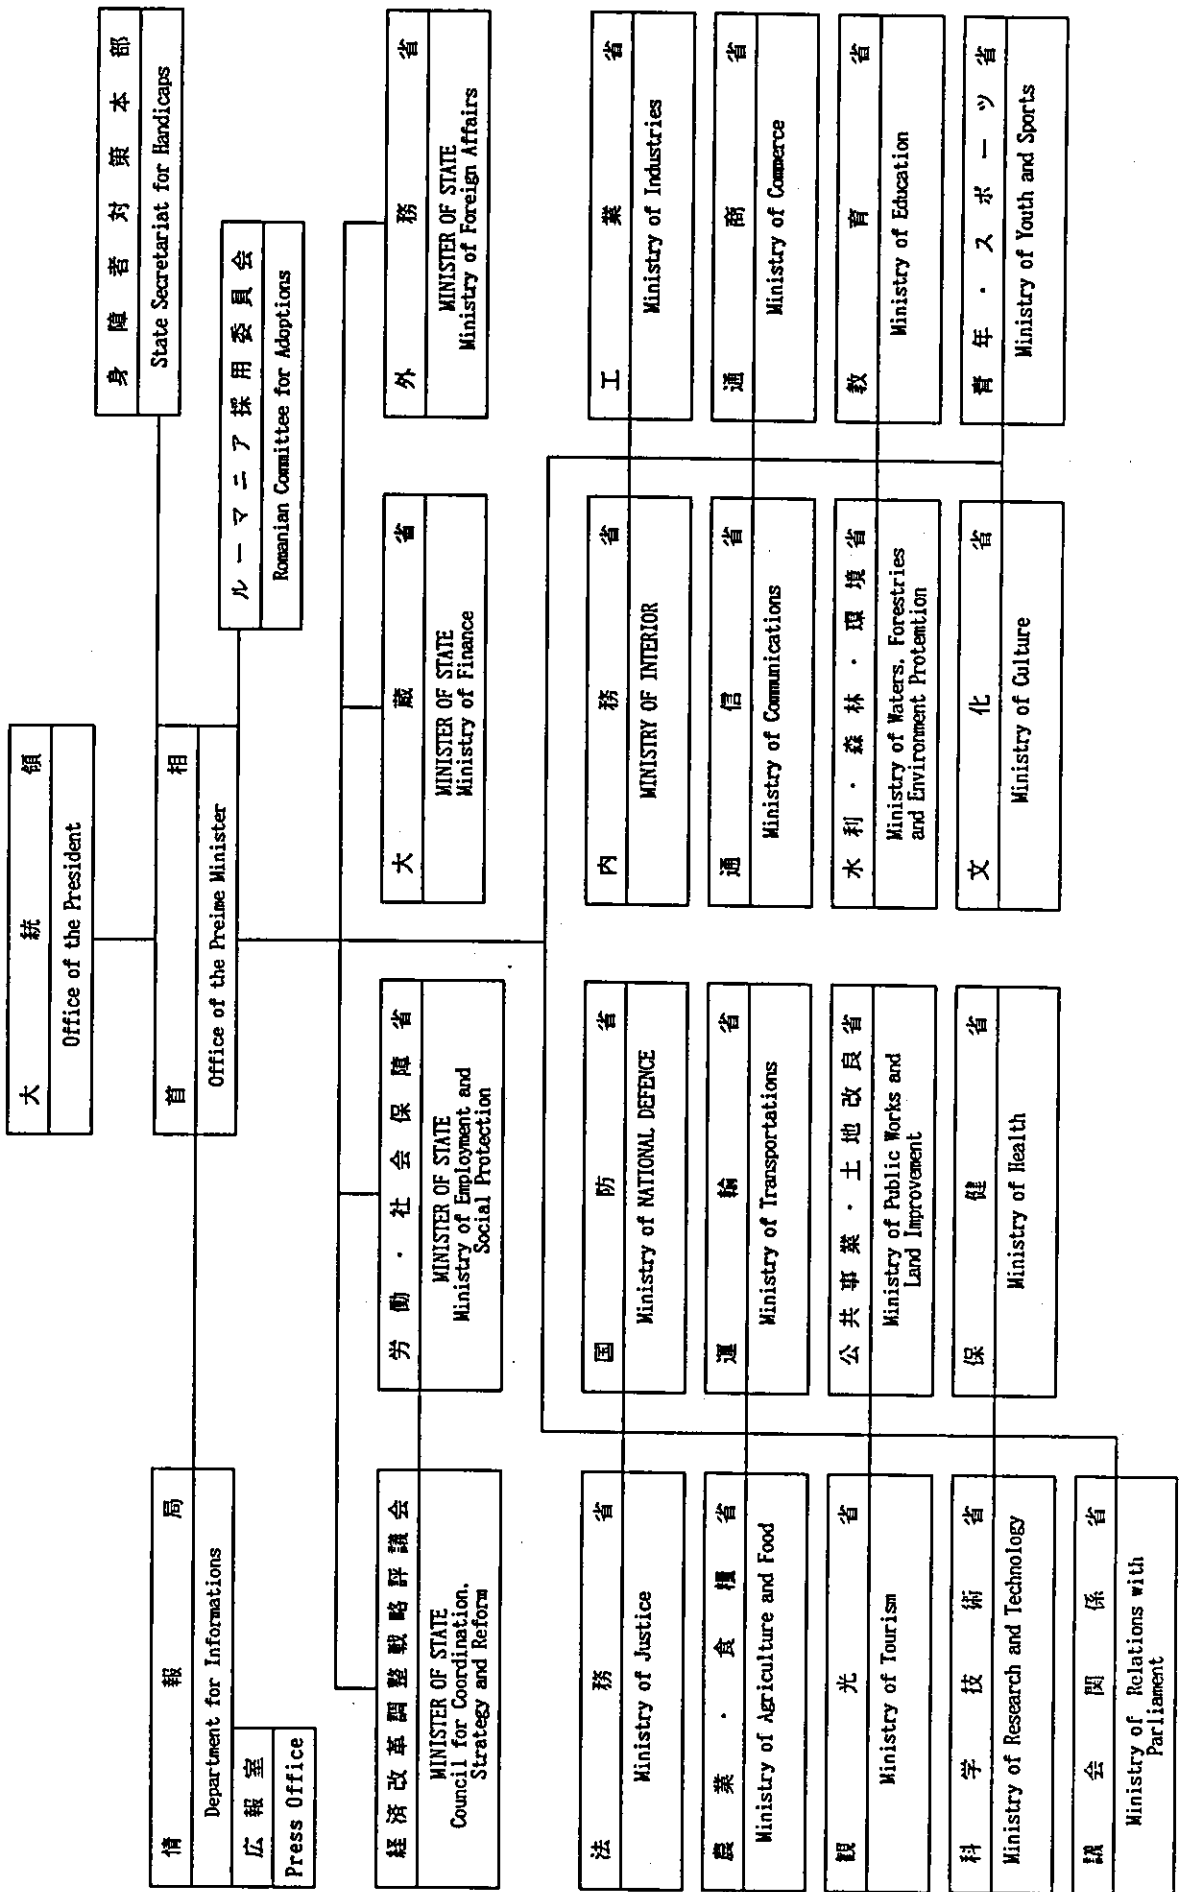 大統領
Office of the President
首相
Office of the Preime Minister
身障者対策本部
State Secretariat for Handicaps
ルーマニア採用委員会
Romanian Committee for Adoptions
情報局
Department for Informations
広報室
Press Office
経済改革調整戦略評議会
MINISTER OF STATE
Council for Coordination.
Strategy and Reform
労働・社会保障省
MINISTER OF STATE
Ministry of Employment and
Social Protection
大蔵省
MINISTER OF STATE
Ministry of Finance
外務省
MINISTER OF STATE
Ministry of Foreign Affairs
法務省
Ministry of Justice
国防省
Ministry of NATIONAL DEFENCE
内務省
MINISTRY OF INTERIOR
工業省
Ministry of Industries
農業・食糧省
Ministry of Agriculture and Food
運輸省
Ministry of Transportations
通信省
Ministry of Communications
通商省
Ministry of Commerce
観光省
Ministry of Tourism
公共事業・土地改良省
Ministry of Public Works and
Land Improvement
水利・森林・環境省
Ministry of Waters. Forestries
and Environment Protemtion
教育省
Ministry of Education
科学技術省
Ministry of Research and Technology
保健省
Ministry of Health
文化省
Ministry of Culture
青年・スポーツ省
Ministry of Youth and Sports
議会関係省
Ministry of Relations with
Parliament